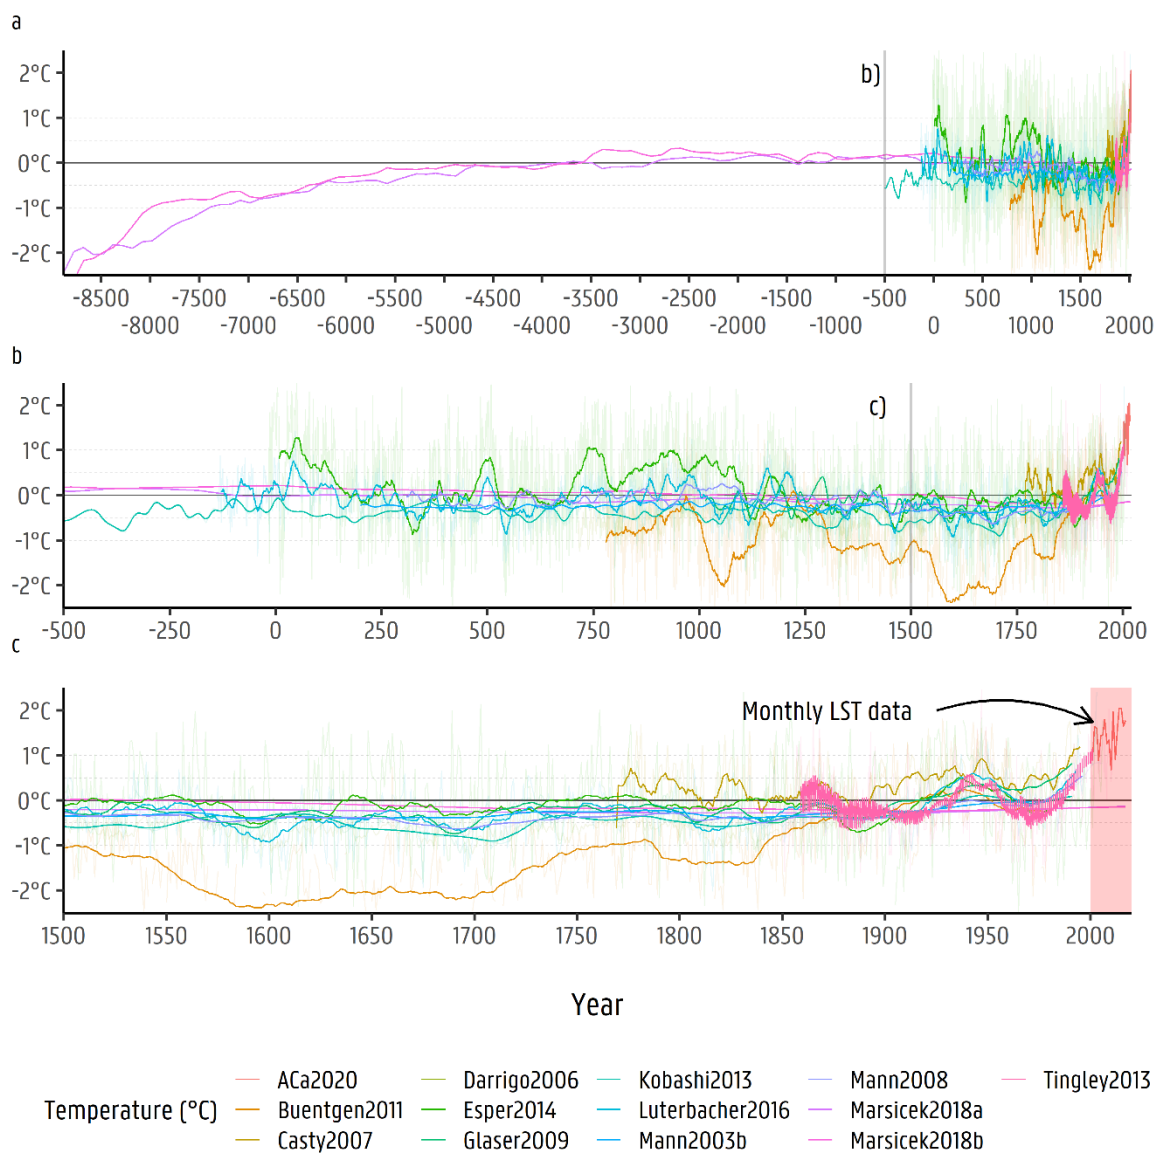 a
b)
2°C
1°C
0°C
-1°C
-2°C
-8500 -7500 -6500 -5500 -4500 -3500 -2500 -1500 -500 500 1500
-8000 -7000 -6000 -5000 -4000 -3000 -2000 -1000 0 1000 2000
b
c)
2°C
1°C
0°C
-1°C
-2°C
-500 -250 0 250 500 750 1000 1250 1500 1750 2000
c
Monthly LST data
2°C
1°C
0°C
-1°C
-2°C
1500 1550 1600 1650 1700 1750 1800 1850 1900 1950 2000
Year
Temperature (°C)
ACa2020 Darrigo2006 Kobashi2013 Mann2008 Tingley2013
Buentgen2011 Esper2014 Luterbacher2016 Marsicek2018a
Casty2007 Glaser2009 Mann2003b Marsicek2018b